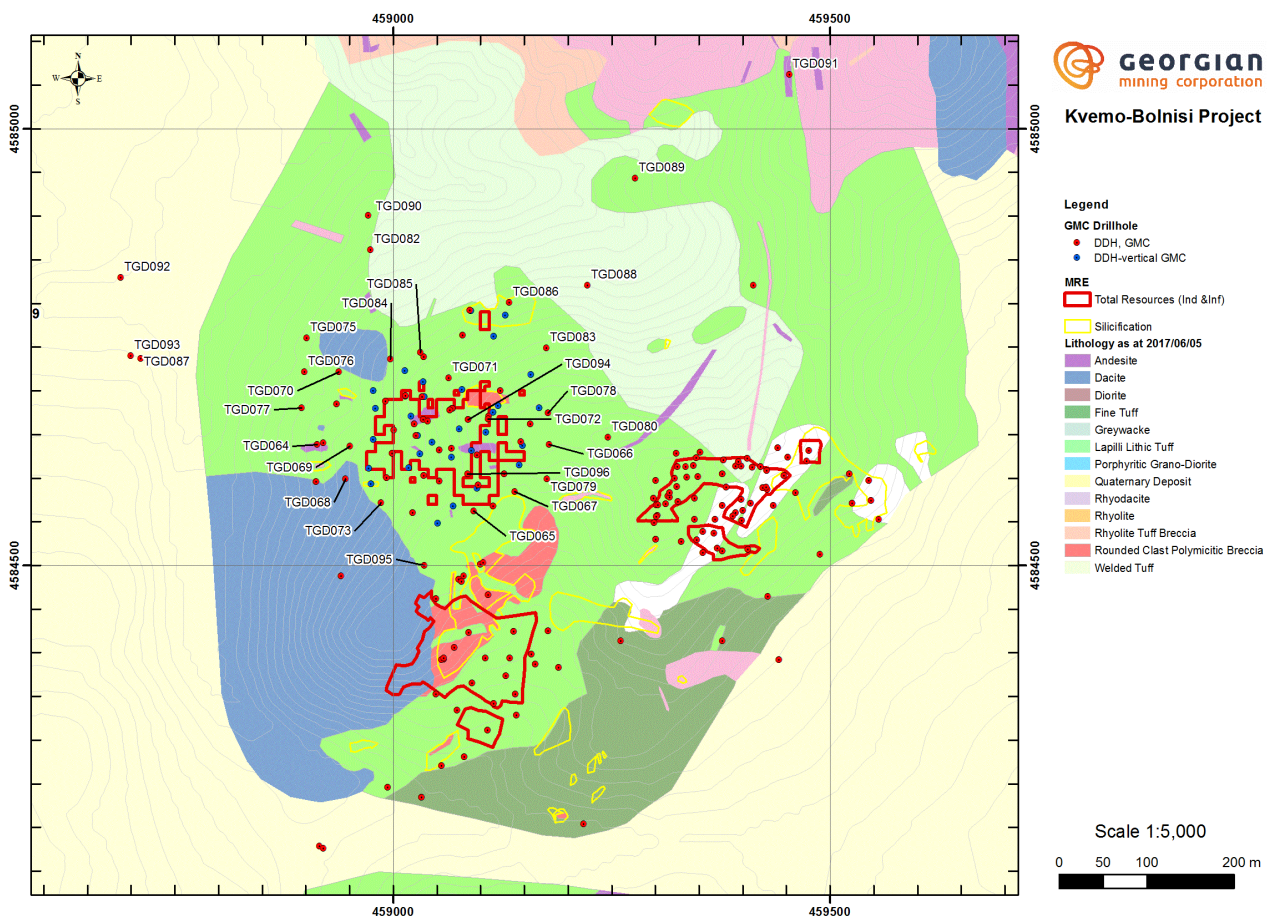 459000
459500
N
W
E
S
4585000
4585000
TGD091
TGD089
TGD090
TGD082
TGD092
TGD085
TGD088
TGD084
TGD086
9
TGD075
TGD083
TGD093
TGD087
TGD076
TGD071
TGD094
TGD070
TGD078
TGD077
TGD072
TGD080
TGD064
TGD066
TGD069
TGD096
TGD079
TGD068
TGD067
TGD073
TGD065
TGD095
4584500
4584500
459000
459500
GEORGIAN
mining corporation
Kvemo-Bolnisi Project
Legend
GMC Drillhole
DDH, GMC
DDH-vertical GMC
MRE
Total Resources (Ind &Inf)
Silicification
Lithology as at 2017/06/05
Andesite
Dacite
Diorite
Fine Tuff
Greywacke
Lapilli Lithic Tuff
Porphyritic Grano-Diorite
Quaternary Deposit
Rhyodacite
Rhyolite
Rhyolite Tuff Breccia
Rounded Clast Polymicitic Breccia
Welded Tuff
Scale 1:5,000
0 50 100 200 m